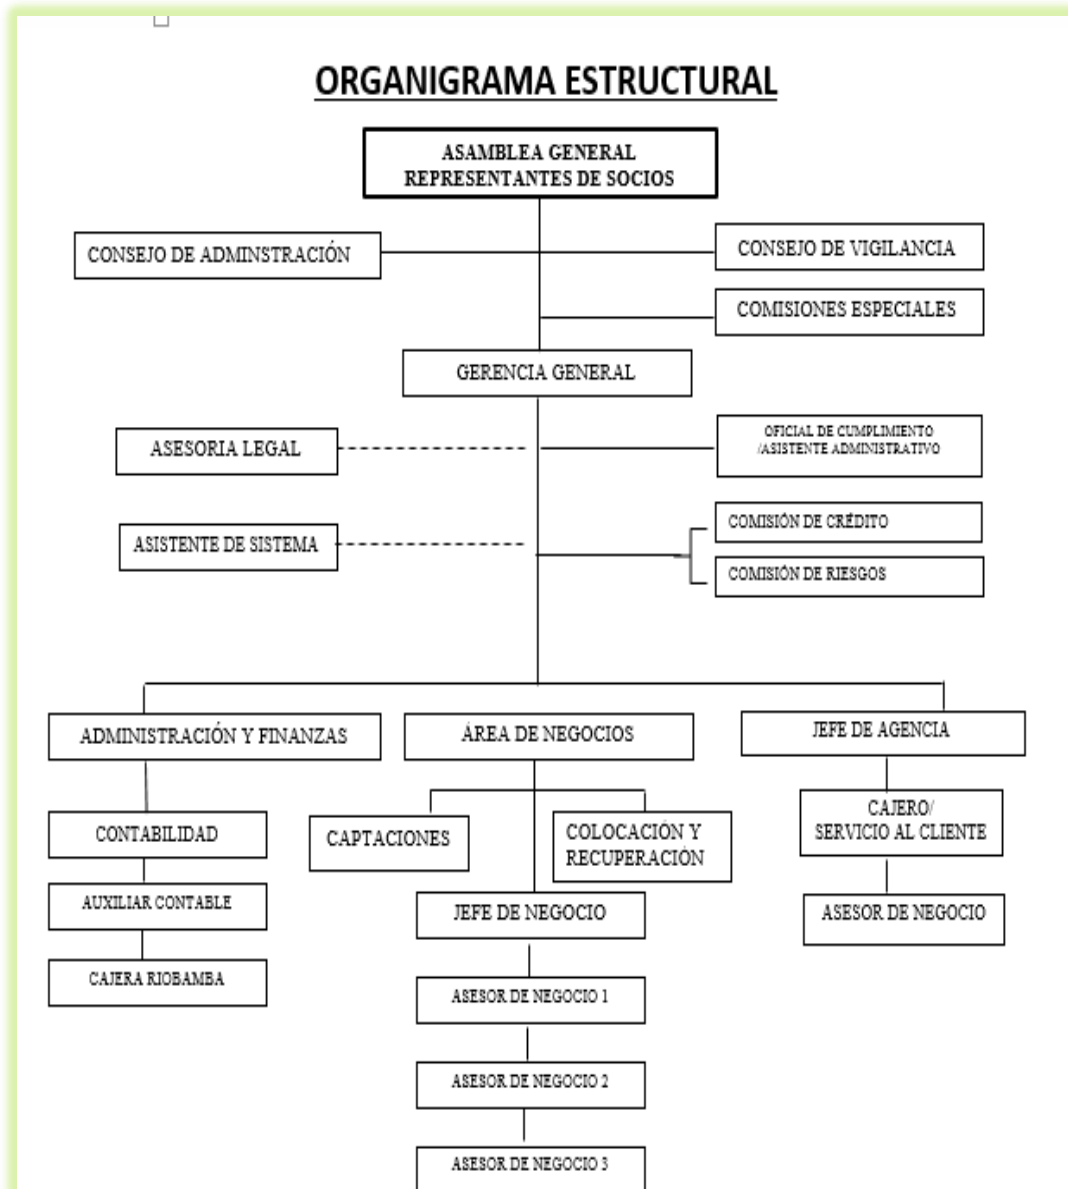 ORGANIGRAMA ESTRUCTURAL
ASAMBLEA GENERAL
REPRESENTANTES DE SOCIOS
CONSEJO DE ADMINSTRACIÓN
CONSEJO DE VIGILANCIA
COMISIONES ESPECIALES
GERENCIA GENERAL
ASESORIA LEGAL
OFICIAL DE CUMPLIMIENTO
/ASISTENTE ADMINISTRATIVO
ASISTENTE DE SISTEMA
COMISIÓN DE CRÉDITO
COMISIÓN DE RIESGOS
ADMINISTRACIÓN Y FINANZAS
ÁREA DE NEGOCIOS
JEFE DE AGENCIA
CONTABILIDAD
CAPTACIONES
COLOCACIÓN Y
RECUPERACIÓN
CAJERO/
SERVICIO AL CLIENTE
AUXILIAR CONTABLE
JEFE DE NEGOCIO
ASESOR DE NEGOCIO
CAJERA RIOBAMBA
ASESOR DE NEGOCIO 1
ASESOR DE NEGOCIO 2
ASESOR DE NEGOCIO 3